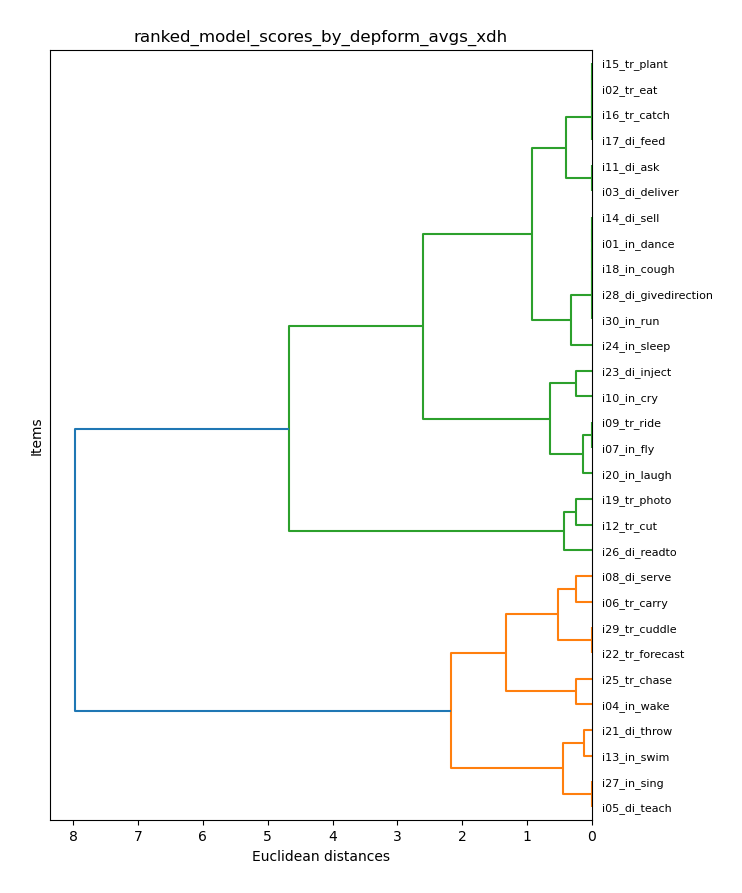 ranked_model_scores_by_depform_avgs_xdh
i15_tr_plant
i02_tr_eat
i16_tr_catch
i17_di_feed
i11_di_ask
i03_di_deliver
i14_di_sell
i01_in_dance
i18_in_cough
i28_di_givedirection
i30_in_run
i24_in_sleep
i23_di_inject
i10_in_cry
i09_tr_ride
i07_in_fly
i20_in_laugh
i19_tr_photo
i12_tr_cut
i26_di_readto
i08_di_serve
i06_tr_carry
i29_tr_cuddle
i22_tr_forecast
i25_tr_chase
i04_in_wake
i21_di_throw
i13_in_swim
i27_in_sing
i05_di_teach
Items
8 7 6 5 4 3 2 1 0
Euclidean distances